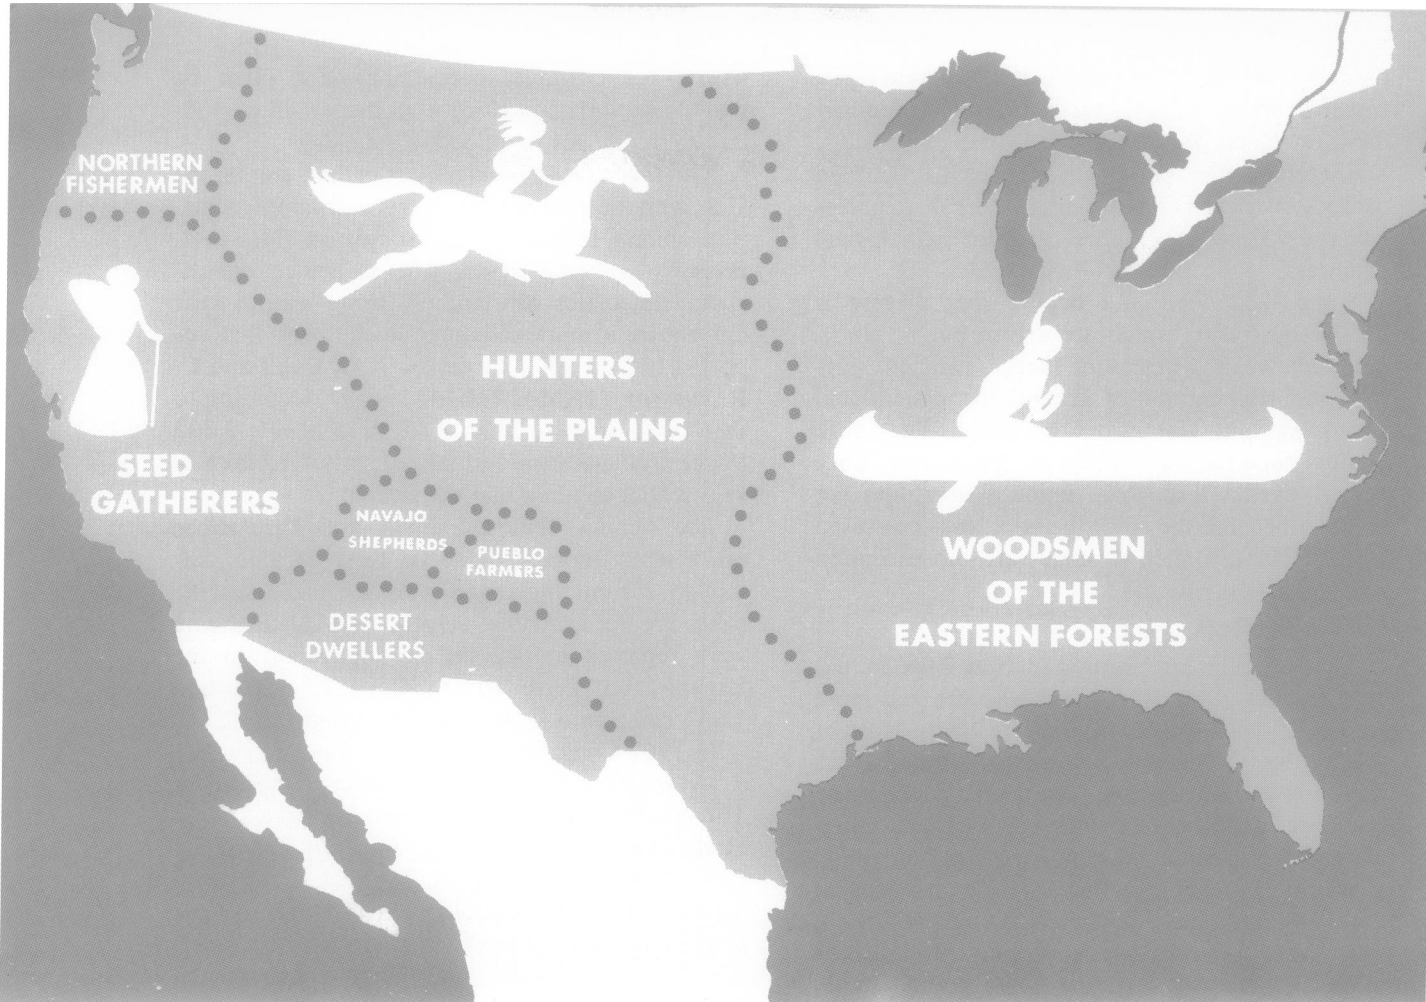 NORTHERN
FISHERMEN
HUNTERS
OF THE PLAINS
SEED
GATHERERS
NAVAJO
SHEPHERDS
PUEBLO
FARMERS
DESERT
DWELLERS
WOODSMEN
OF THE
EASTERN FORESTS